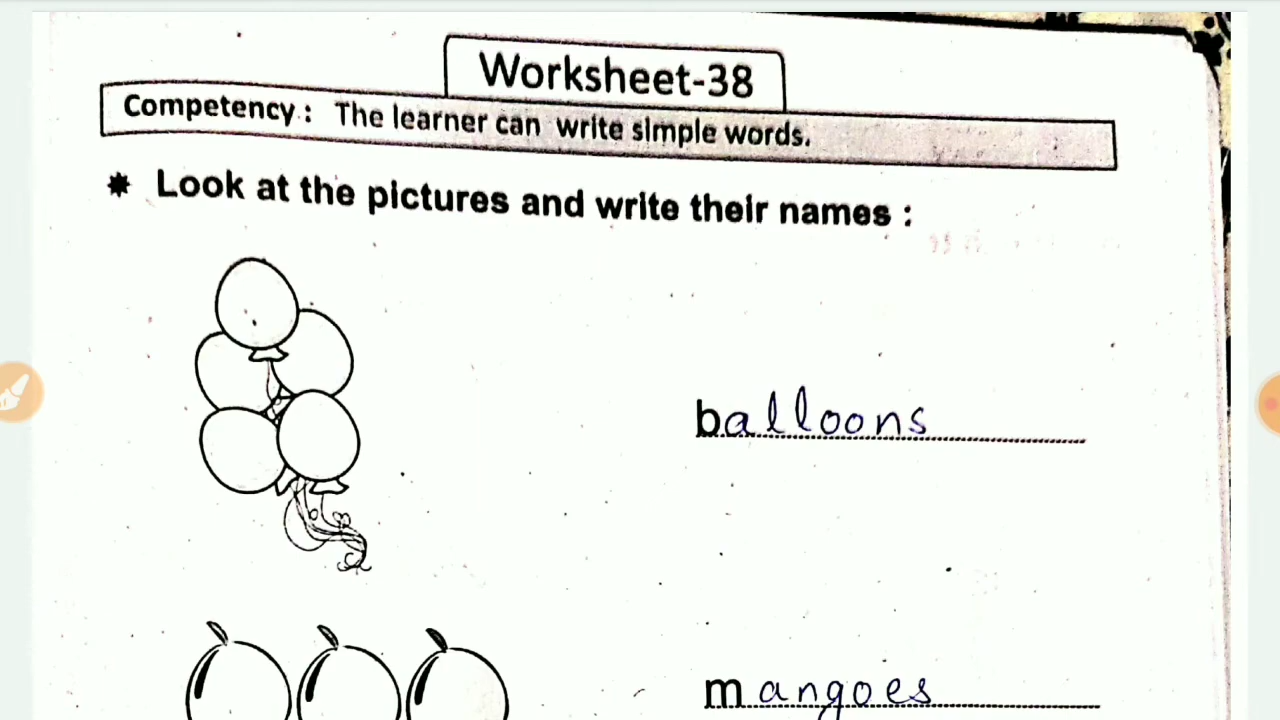 Worksheet-38
Competency : The learner can write simple words.
* Look at the pictures and write their names :
balloons
mangoes